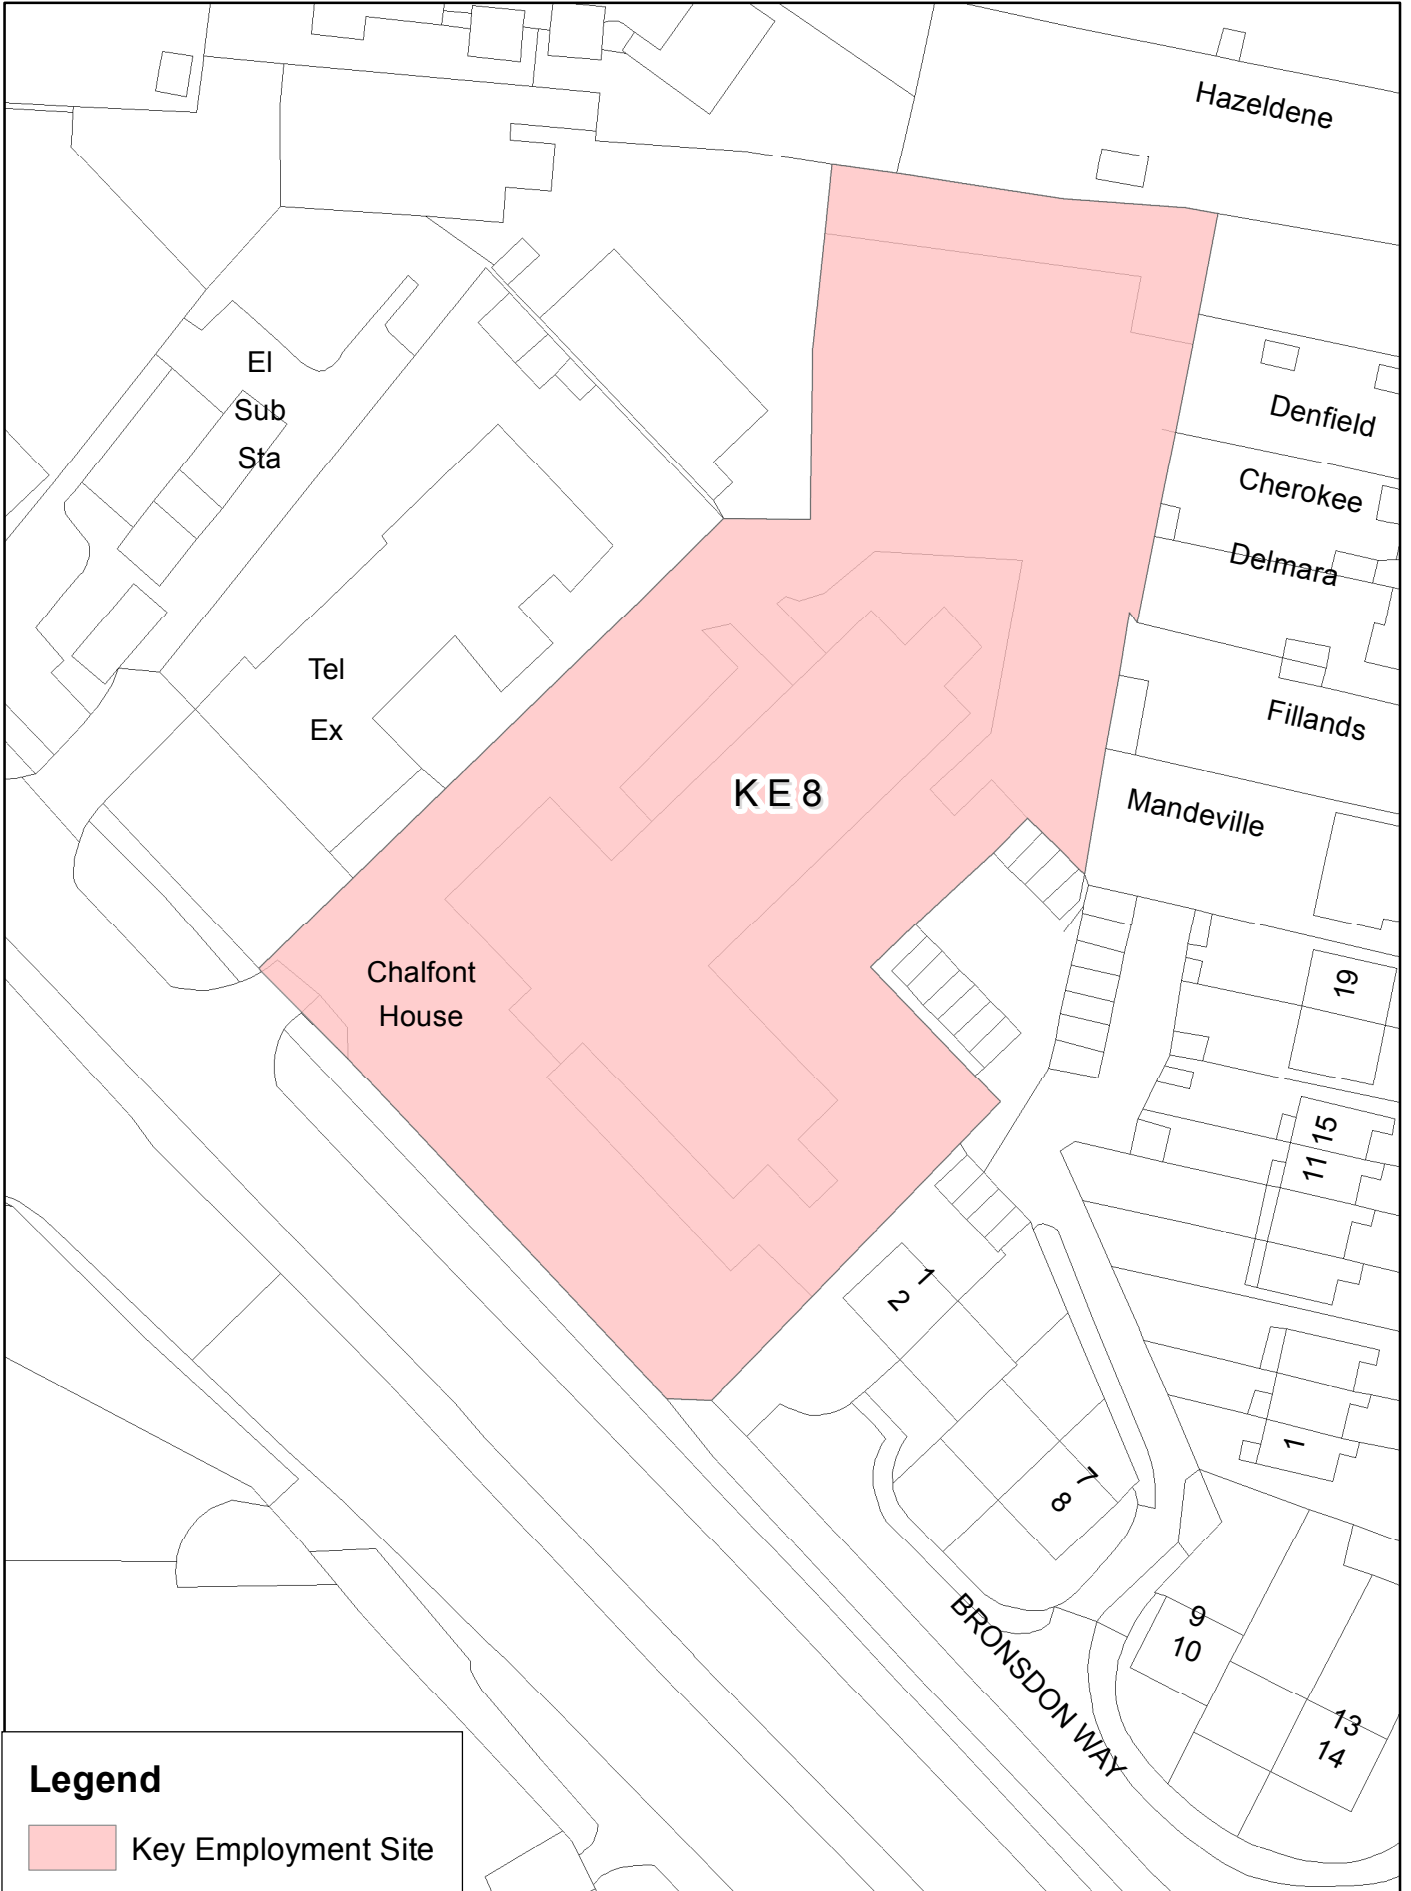 Hazeldene
El
Sub
Sta
Denfield
Cherokee
Delmara
Tel
Ex
Fillands
KE8
Mandeville
Chalfont
House
19
15
11
1
2
1
7
8
9
10
BRONSDON WAY
13
14
Legend
Key Employment Site